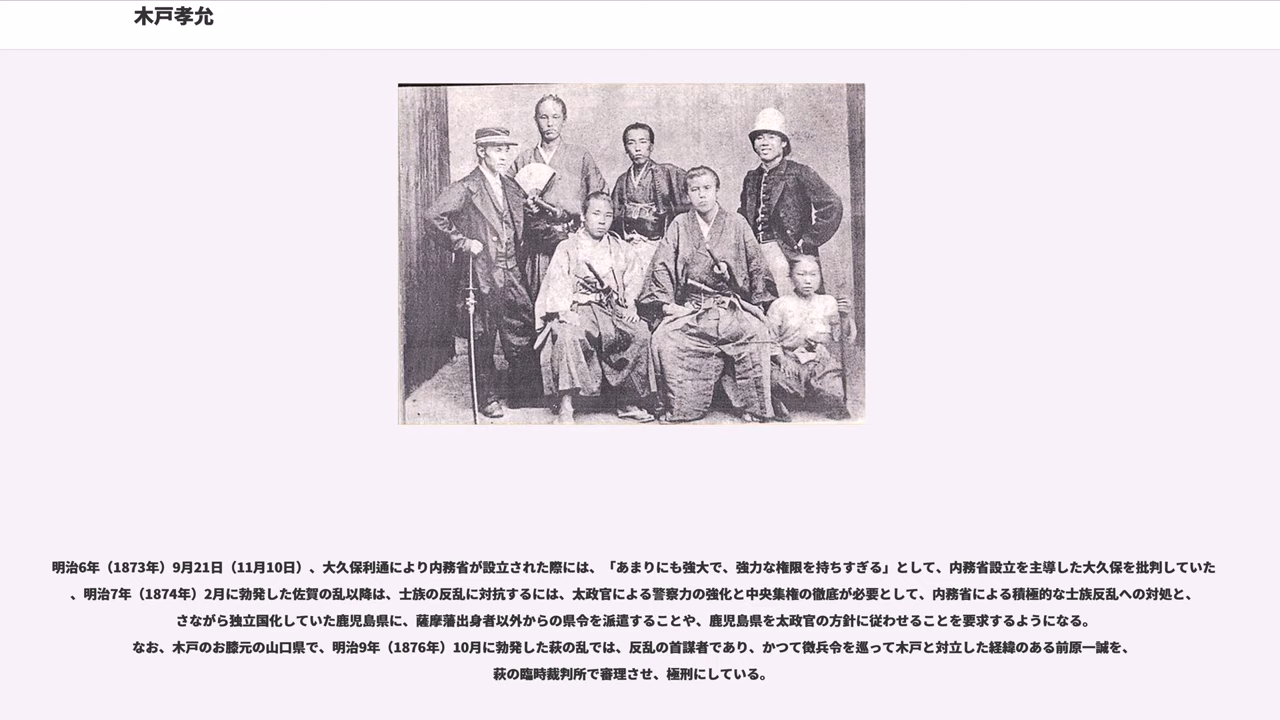 木戸孝允
明治6年（1873年）9月21日（11月10日）、大久保利通により内務省が設立された際には、「あまりにも強大で、強力な権限を持ちすぎる」として、内務省設立を主導した大久保を批判していた
、明治7年（1874年）2月に勃発した佐賀の乱以降は、士族の反乱に対抗するには、太政官による警察力の強化と中央集権の徹底が必要として、内務省による積極的な士族反乱への対処と、
さながら独立国化していた鹿児島県に、薩摩藩出身者以外からの県令を派遣することや、鹿児島県を太政官の方針に従わせることを要求するようになる。
なお、木戸のお膝元の山口県で、明治9年（1876年）10月に勃発した萩の乱では、反乱の首謀者であり、かつて徴兵令を巡って木戸と対立した経緯のある前原一誠を、
萩の臨時裁判所で審理させ、極刑にしている。